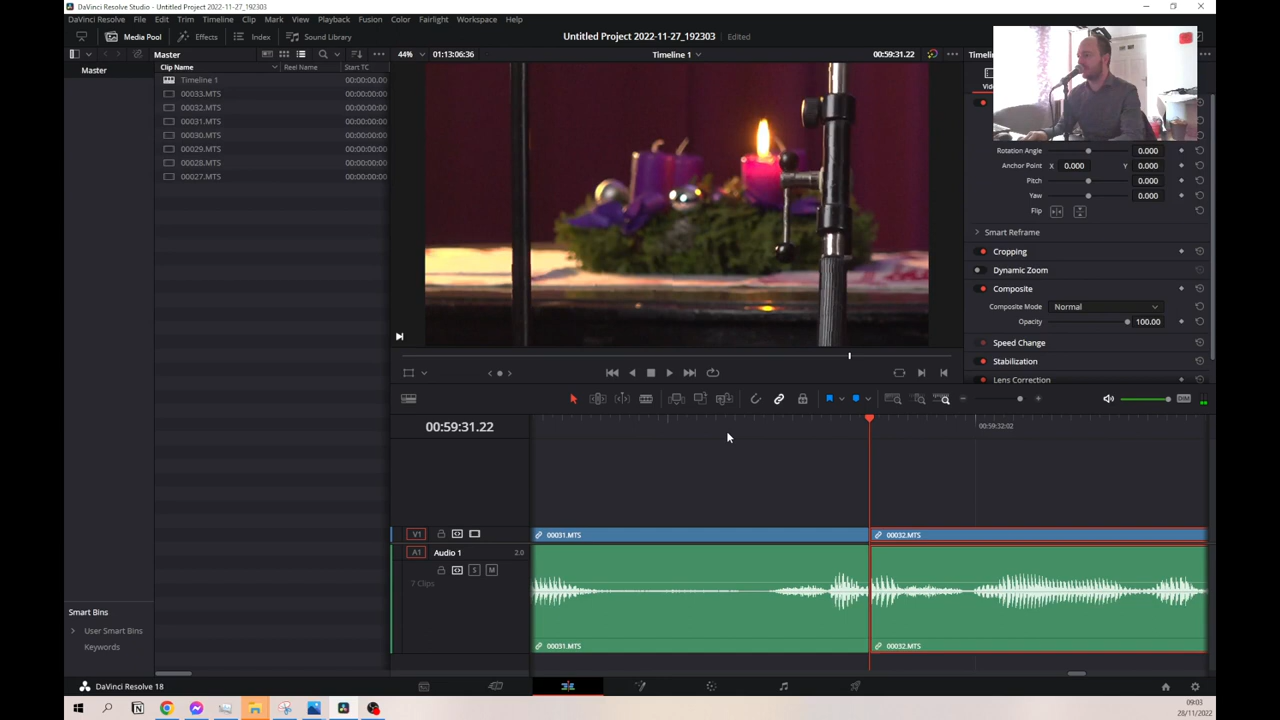 DaVinci Resolve Studio - Untitled Project 2022-11-27_192303
DaVinci Resolve File Edit Trim Timeline Clip Mark View Playback Fusion Color Fairlight Workspace Help
Media Pool Effects Index Sound Library Untitled Project 2022-11-27_192303 Edited
Master 44% 01:13:06:36 Timeline 1 00:59:31.22 Timeli
Master
Clip Name Reel Name Start TC
Timeline 1 00:00:00.00
00033.MTS 00:00:00:00
00032.MTS 00:00:00:00
00031.MTS 00:00:00:00
00030.MTS 00:00:00:00
00029.MTS 00:00:00:00
00028.MTS 00:00:00:00
00027.MTS 00:00:00:00
Rotation Angle 0.000
Anchor Point X 0.000 Y 0.000
Pitch 0.000
Yaw 0.000
Flip
Smart Reframe
Cropping
Dynamic Zoom
Composite
Composite Mode Normal
Opacity 100.00
Speed Change
Stabilization
Lens Correction
DIM
00:59:31.22
00:59:32:02
V1 00031.MTS 00032.MTS
A1 Audio 1 2.0
S M
7 Clips
00031.MTS 00032.MTS
Smart Bins
User Smart Bins
Keywords
DaVinci Resolve 18
09:03
28/11/2022